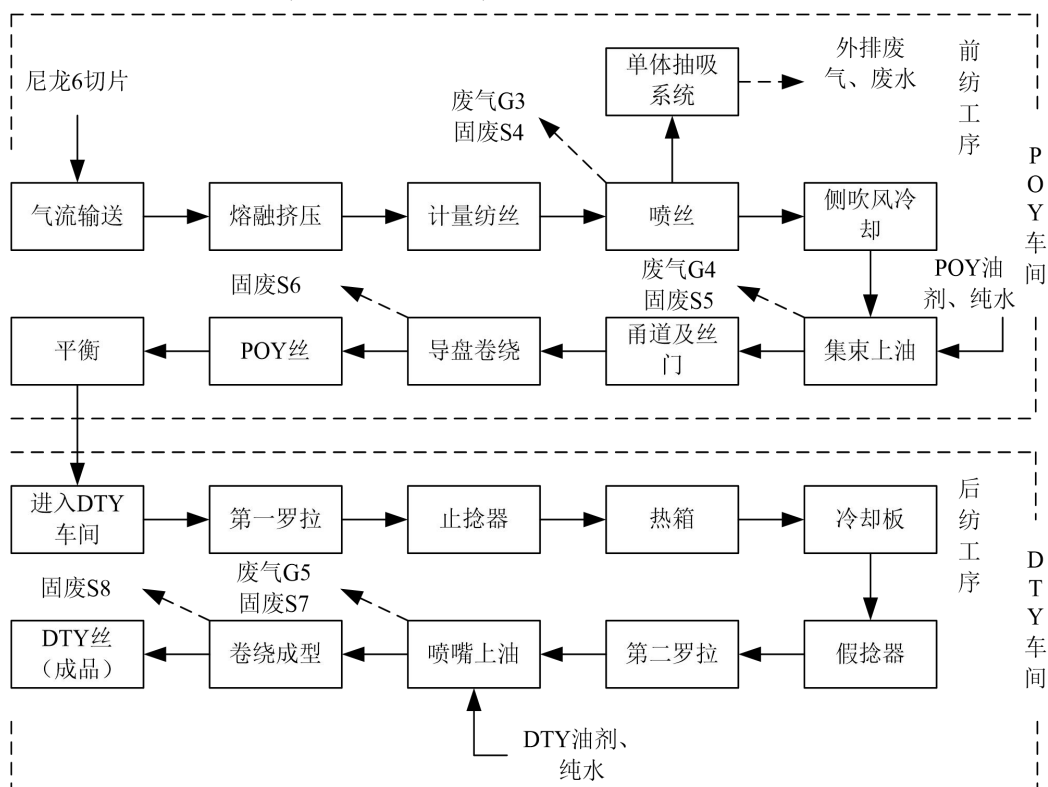 尼龙6切片
单体抽吸
系统
外排废
气、废水
前
纺
工
序
废气G3
固废S4
P
O
Y
车
间
气流输送
熔融挤压
计量纺丝
喷丝
侧吹风冷
却
固废S6
废气G4
固废S5
POY油
剂、纯水
平衡
POY丝
导盘卷绕
甬道及丝
门
集束上油
进入DTY
车间
第一罗拉
止捻器
热箱
冷却板
后
纺
工
序
D
T
Y
车
间
固废S8
废气G5
固废S7
DTY丝
（成品）
卷绕成型
喷嘴上油
第二罗拉
假捻器
DTY油剂、
纯水